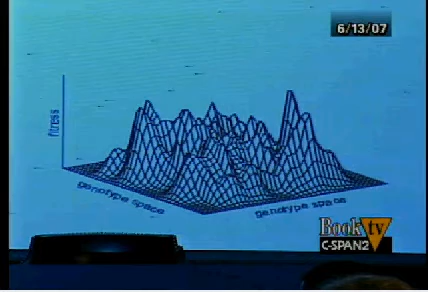 6/13/07
fitness
genotype space
genotype space
Book tv
C-SPAN2